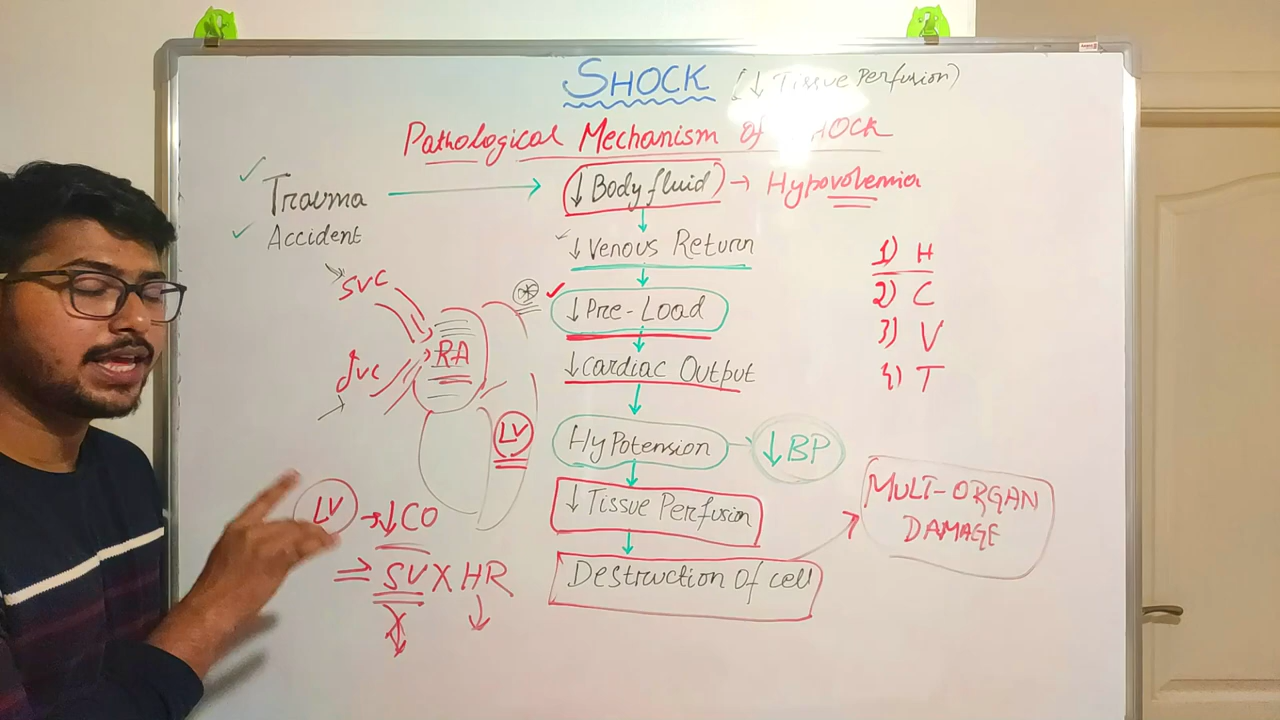 SHOCK (↓ Tissue Perfusion)
Pathological Mechanism of SHOCK
Trauma → ↓ Body fluid → Hypovolemia
Accident
↓ Venous Return
↓ Pre-Load
↓ Cardiac Output
HyPotension → ↓ BP
↓ Tissue Perfusion
Destruction Of cell
MULT-ORGAN
DAMAGE
1) H
2) C
3) V
4) T
SVC
IVC
RA
LV
LV → ↓ CO
⇒ SV X HR